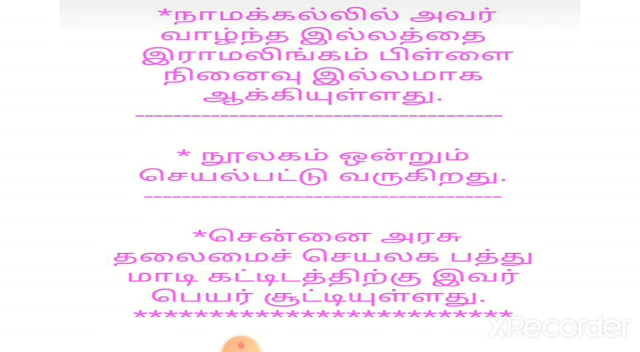 *நாமக்கல்லில் அவர்
வாழ்ந்த இல்லத்தை
இராமலிங்கம் பிள்ளை
நினைவு இல்லமாக
ஆக்கியுள்ளது.
----------------------------------------
* நூலகம் ஒன்றும்
செயல்பட்டு வருகிறது.
---------------------------------------
*சென்னை அரசு
தலைமைச் செயலக பத்து
மாடி கட்டிடத்திற்கு இவர்
பெயர் சூட்டியுள்ளது.
*************************
XRecorder